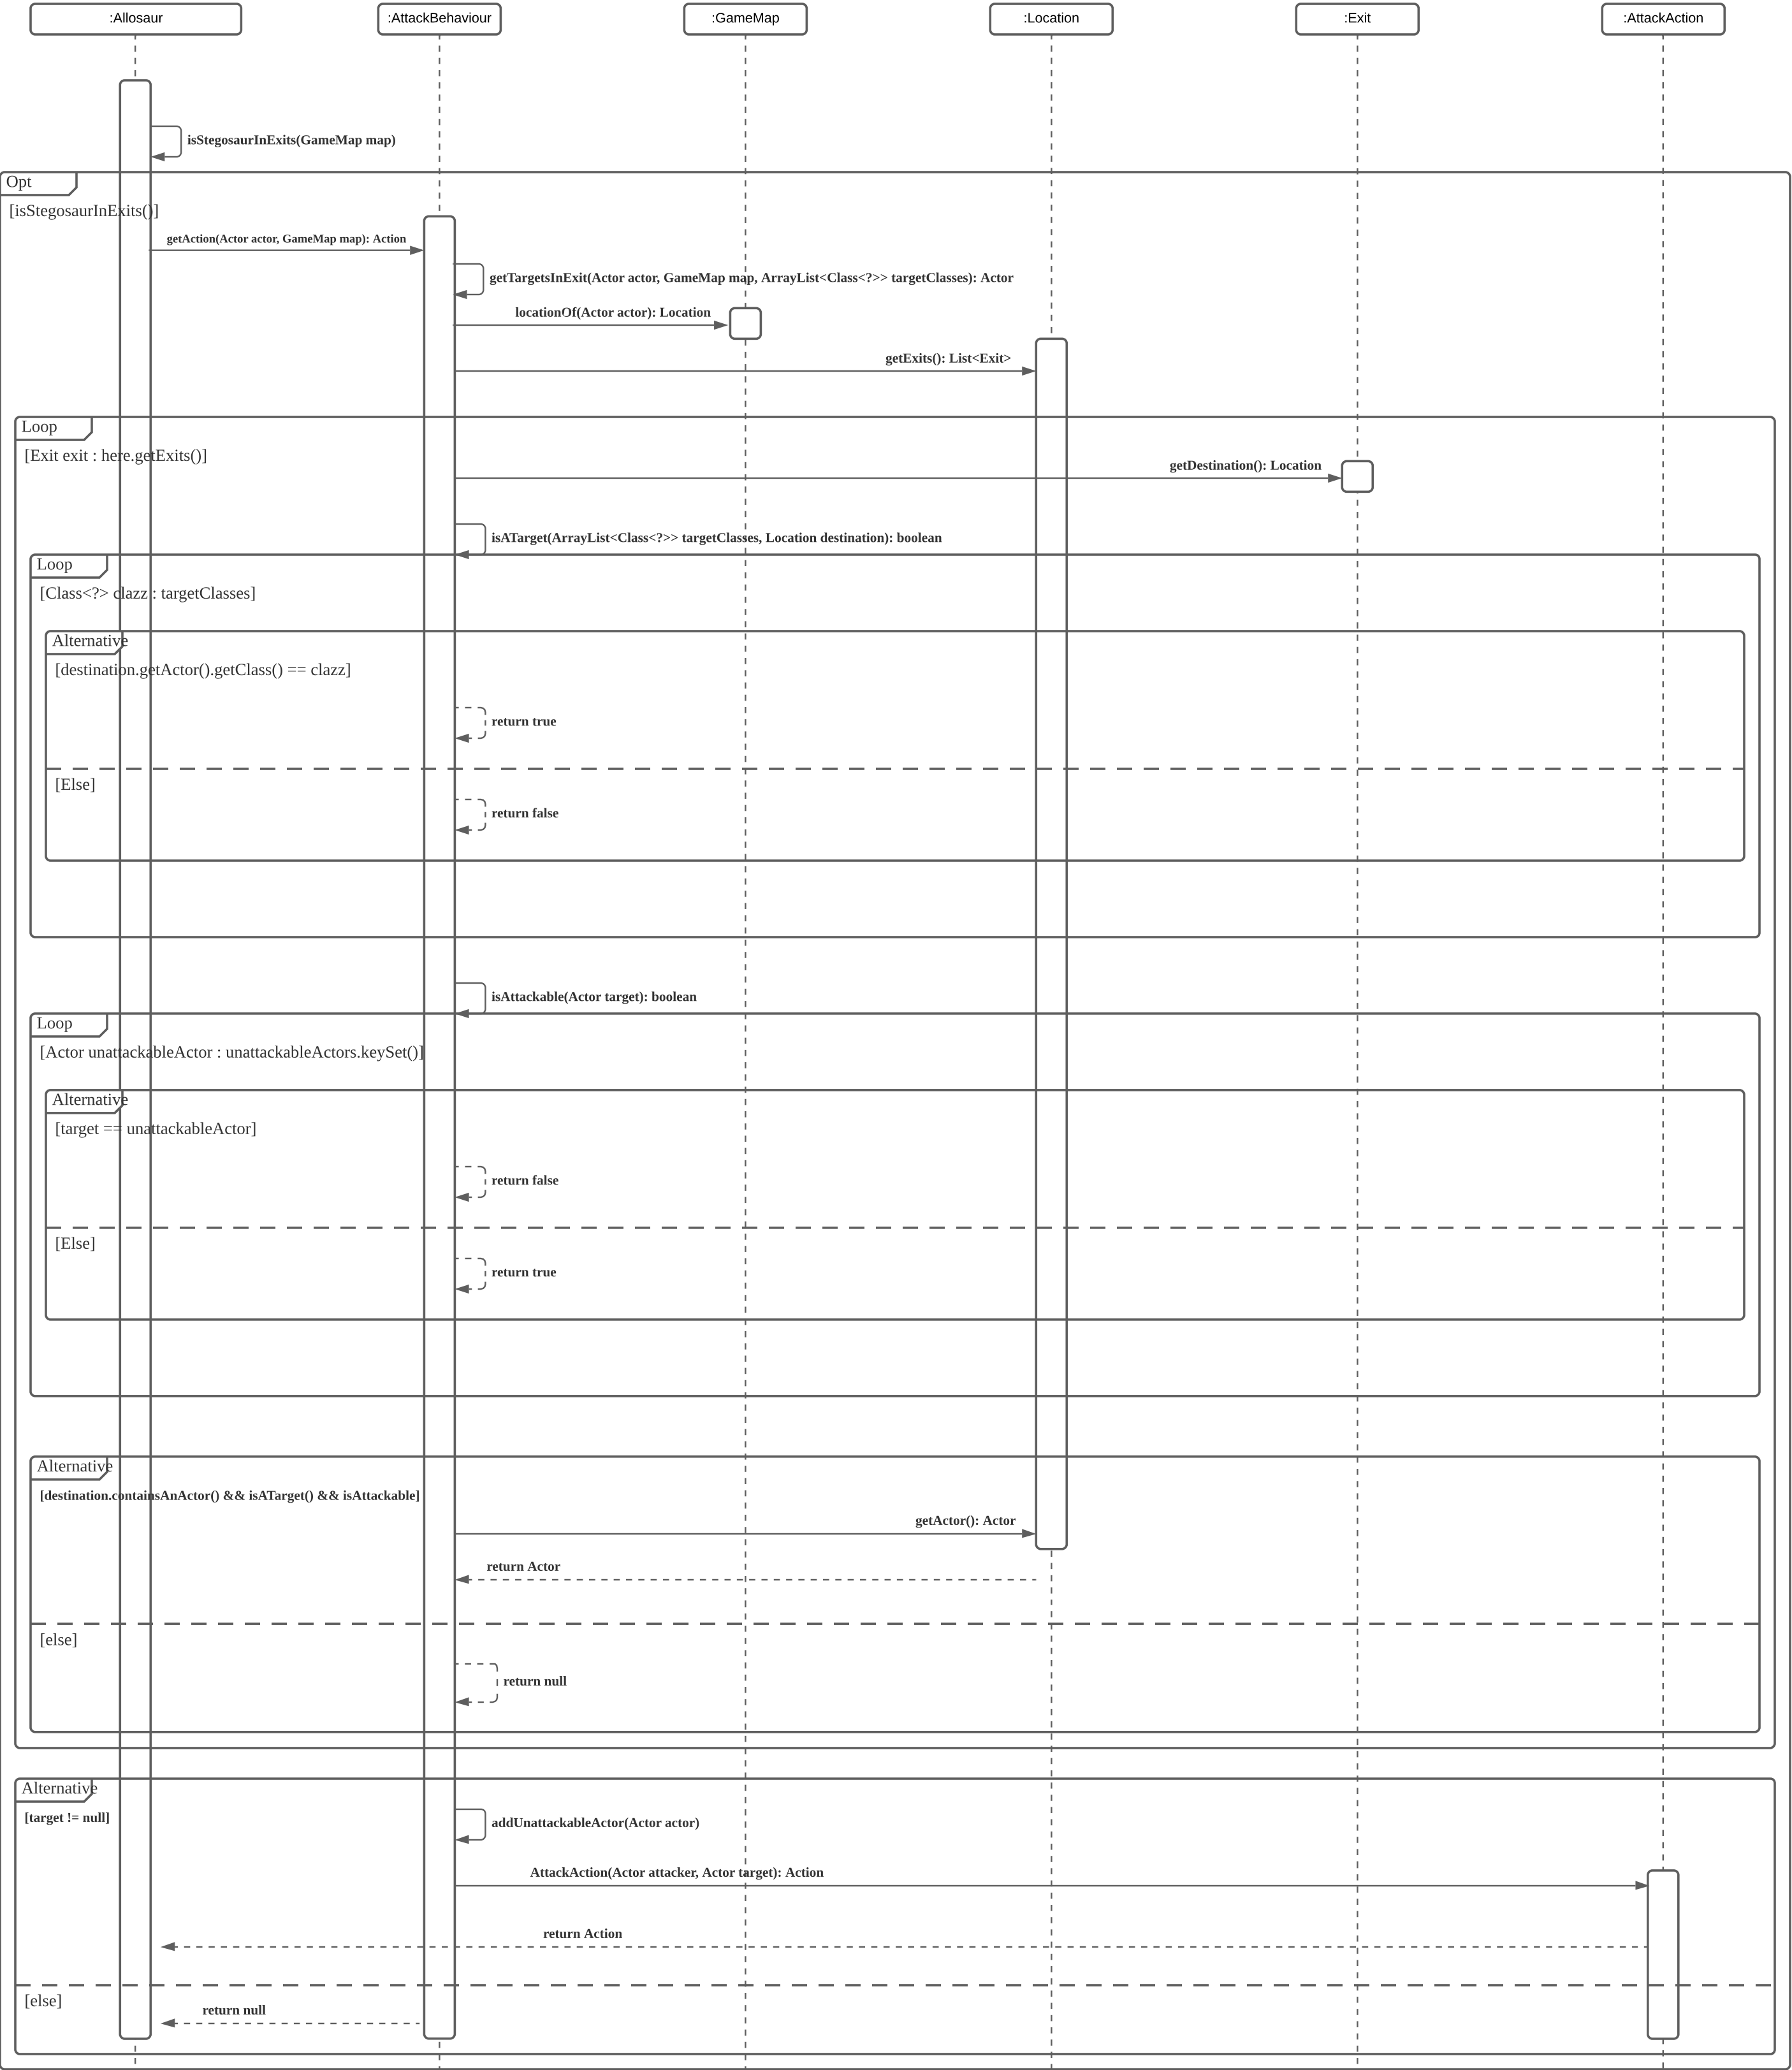 :Allosaur
:AttackBehaviour
:GameMap
:Location
:Exit
:AttackAction
isStegosaurInExits(GameMap map)
Opt
[isStegosaurInExits()]
getAction(Actor actor, GameMap map): Action
getTargetsInExit(Actor actor, GameMap map, ArrayList<Class<?>> targetClasses): Actor
locationOf(Actor actor): Location
getExits(): List<Exit>
Loop
[Exit exit : here.getExits()]
getDestination(): Location
isATarget(ArrayList<Class<?>> targetClasses, Location destination): boolean
Loop
[Class<?> clazz : targetClasses]
Alternative
[destination.getActor().getClass() == clazz]
return true
[Else]
return false
isAttackable(Actor target): boolean
Loop
[Actor unattackableActor : unattackableActors.keySet()]
Alternative
[target == unattackableActor]
return false
[Else]
return true
Alternative
[destination.containsAnActor() && isATarget() && isAttackable]
getActor(): Actor
return Actor
[else]
return null
Alternative
[target != null]
addUnattackableActor(Actor actor)
AttackAction(Actor attacker, Actor target): Action
return Action
[else]
return null